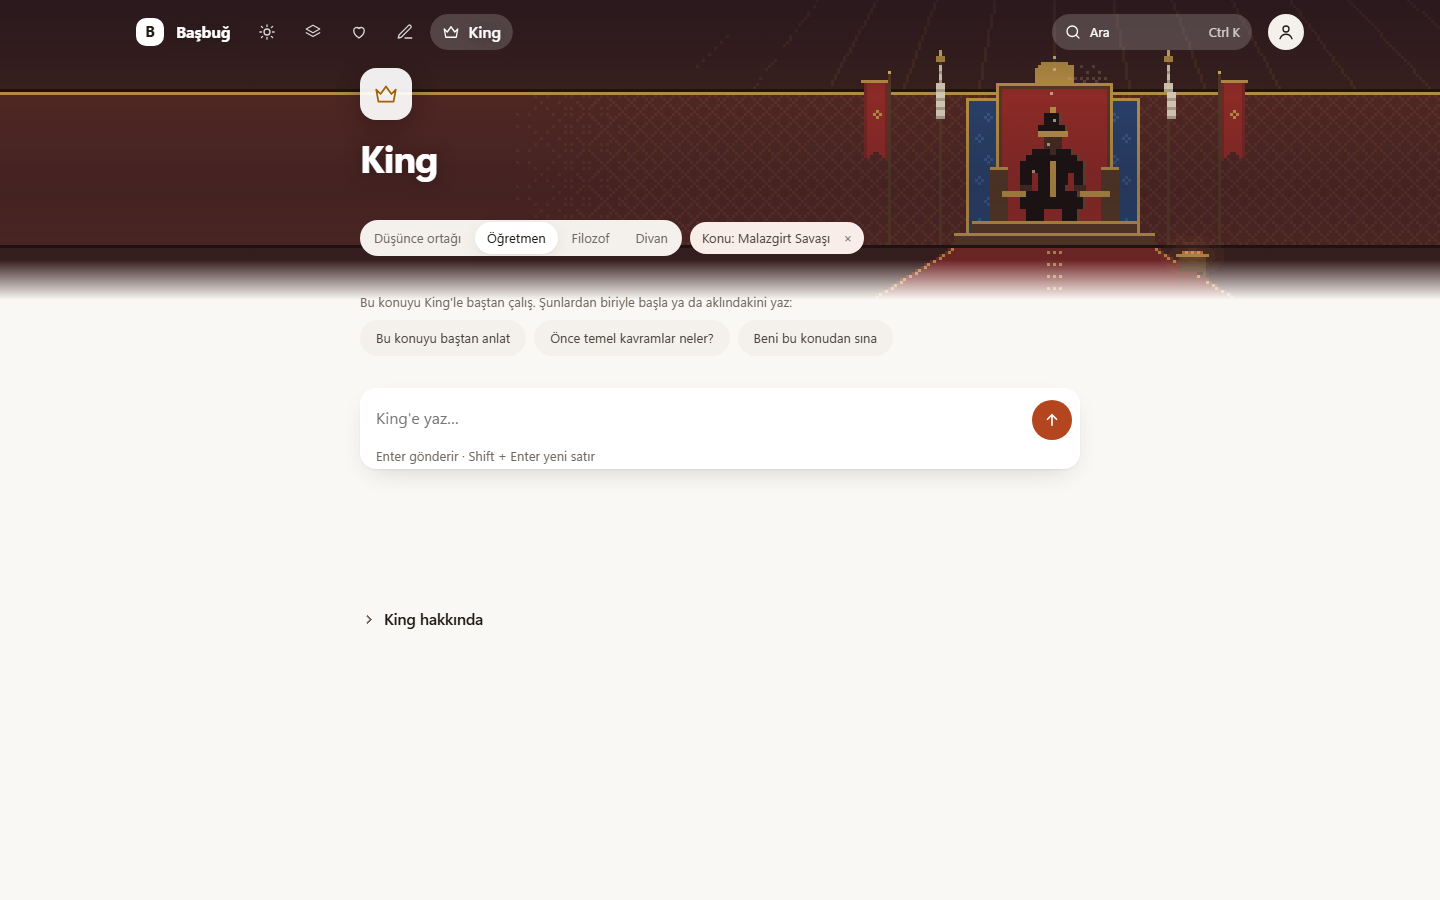 B Başbuğ King Ara Ctrl K
King
Düşünce ortağı Öğretmen Filozof Divan Konu: Malazgirt Savaşı ×
Bu konuyu King'le baştan çalış. Şunlardan biriyle başla ya da aklındakini yaz:
Bu konuyu baştan anlat Önce temel kavramlar neler? Beni bu konudan sına
King'e yaz...
Enter gönderir · Shift + Enter yeni satır
King hakkında